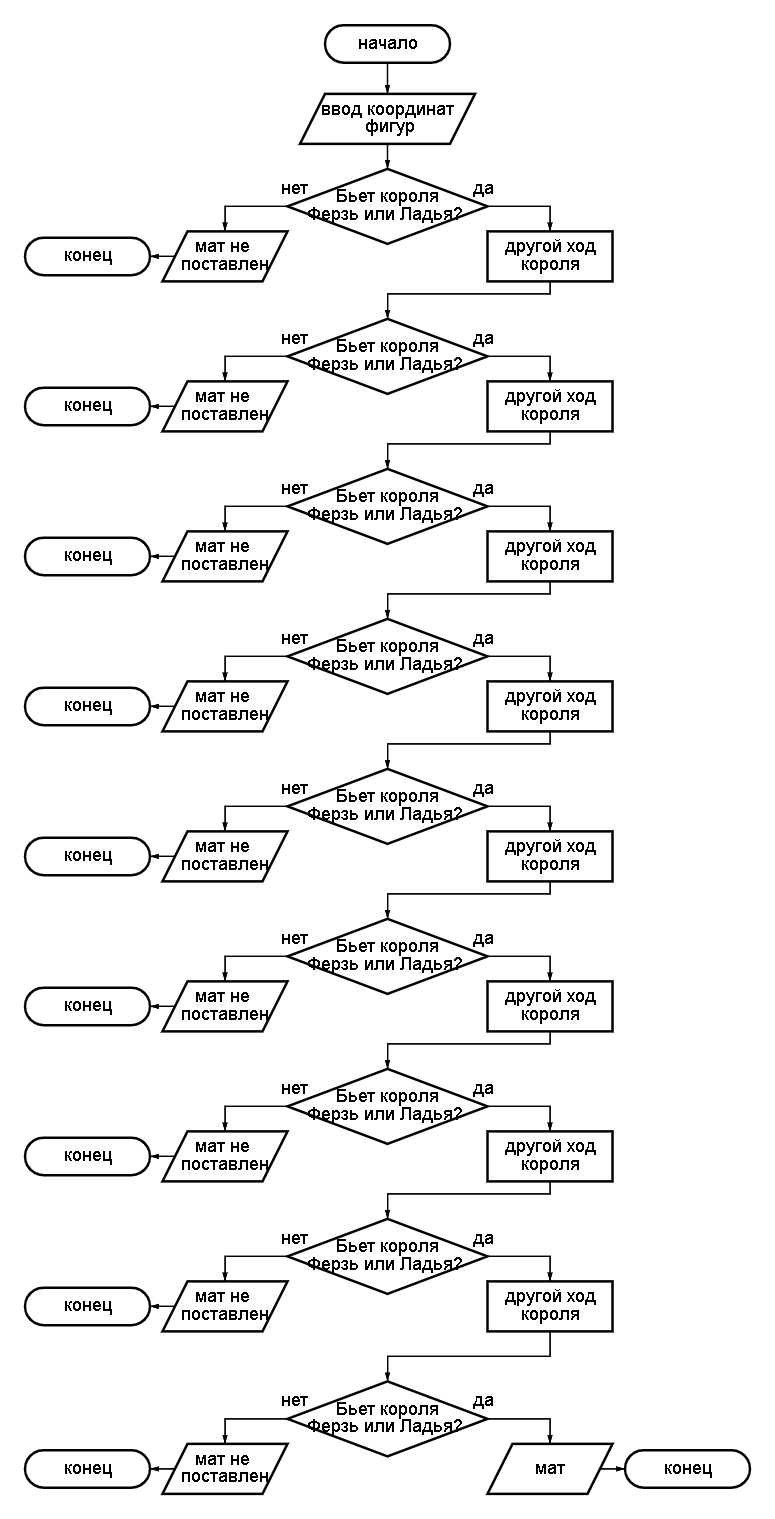 начало
ввод координат
фигур
нет
Бьет короля
Ферзь или Ладья?
да
конец
мат не
поставлен
другой ход
короля
нет
Бьет короля
Ферзь или Ладья?
да
конец
мат не
поставлен
другой ход
короля
нет
Бьет короля
Ферзь или Ладья?
да
конец
мат не
поставлен
другой ход
короля
нет
Бьет короля
Ферзь или Ладья?
да
конец
мат не
поставлен
другой ход
короля
нет
Бьет короля
Ферзь или Ладья?
да
конец
мат не
поставлен
другой ход
короля
нет
Бьет короля
Ферзь или Ладья?
да
конец
мат не
поставлен
другой ход
короля
нет
Бьет короля
Ферзь или Ладья?
да
конец
мат не
поставлен
другой ход
короля
нет
Бьет короля
Ферзь или Ладья?
да
конец
мат не
поставлен
другой ход
короля
нет
Бьет короля
Ферзь или Ладья?
да
конец
мат не
поставлен
мат
конец